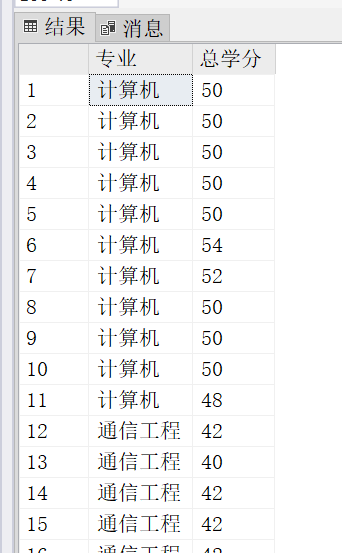 结果 消息
专业 总学分
1 计算机 50
2 计算机 50
3 计算机 50
4 计算机 50
5 计算机 50
6 计算机 54
7 计算机 52
8 计算机 50
9 计算机 50
10 计算机 50
11 计算机 48
12 通信工程 42
13 通信工程 40
14 通信工程 42
15 通信工程 42